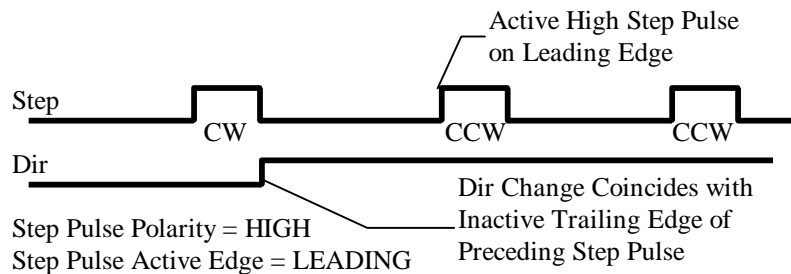 Active High Step Pulse
on Leading Edge
Step
CW
CCW
CCW
Dir
Dir Change Coincides with
Inactive Trailing Edge of
Preceding Step Pulse
Step Pulse Polarity = HIGH
Step Pulse Active Edge = LEADING